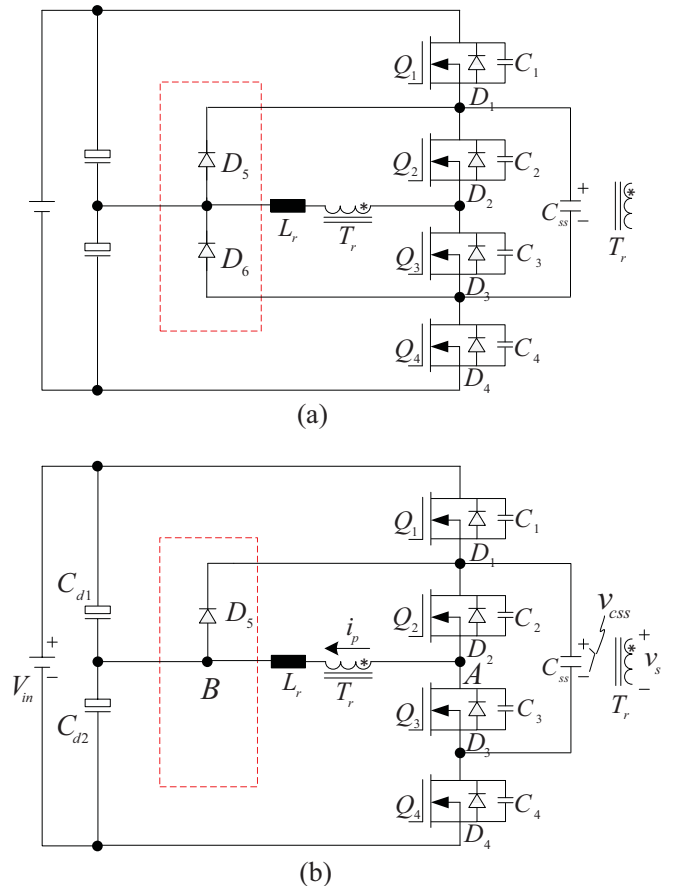 Q1
C1
D1
D5
Q2
C2
D2
Css
+
−
*
Tr
Lr
*
Tr
D6
Q3
C3
D3
Q4
C4
D4
(a)
Q1
C1
D1
Cd1
D5
Q2
C2
vcss
ip
D2
+
−
Vin
+
−
B
Lr
*
Tr
A
Css
+
−
*
vs
Tr
Cd2
Q3
C3
D3
Q4
C4
D4
(b)